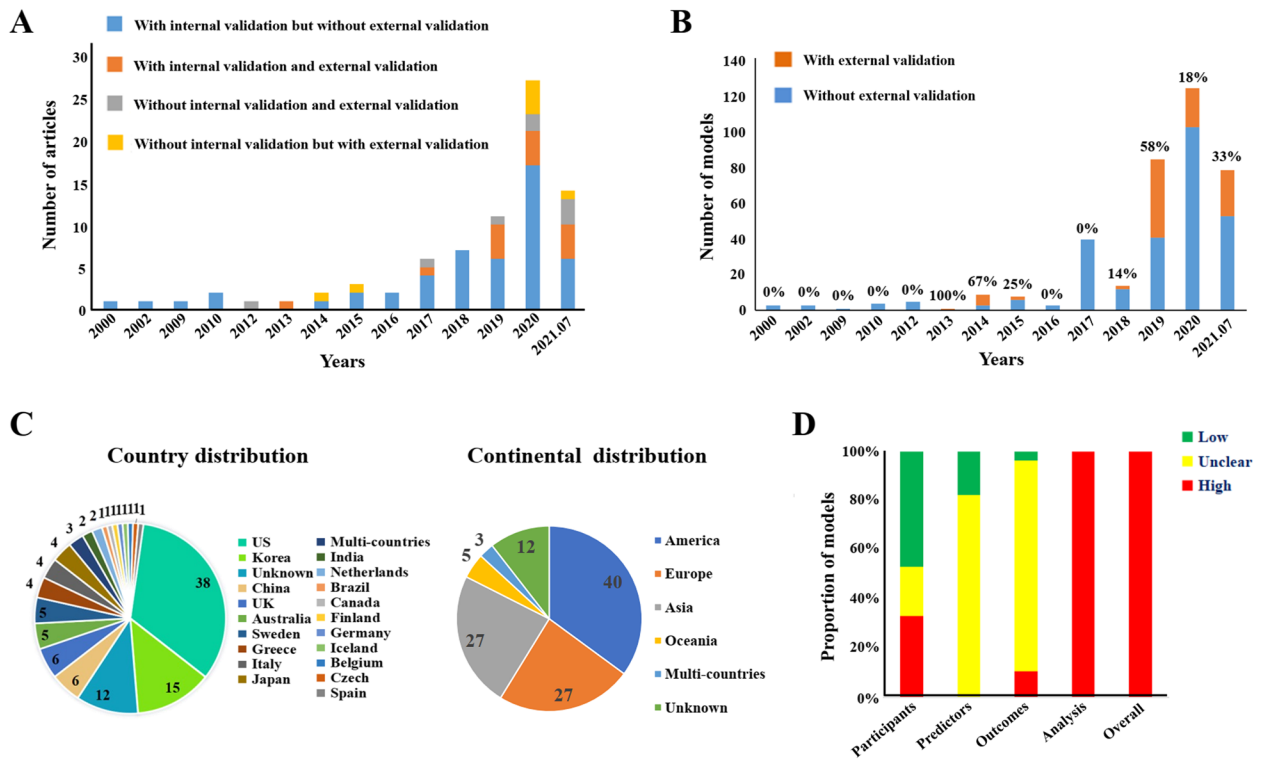 A
With internal validation but without external validation
With internal validation and external validation
Without internal validation and external validation
Without internal validation but with external validation
Number of articles
30
25
20
15
10
5
0
2000
2002
2009
2010
2012
2013
2014
2015
2016
2017
2018
2019
2020
2021.07
Years
B
With external validation
Without external validation
Number of models
140
120
100
80
60
40
20
0
0%
0%
0%
0%
0%
100%
67%
25%
0%
0%
14%
58%
18%
33%
2000
2002
2009
2010
2012
2013
2014
2015
2016
2017
2018
2019
2020
2021.07
Years
C
Country distribution
38
15
12
6
6
5
5
4
4
4
3
2
2
1
1
1
1
1
1
1
1
US
Korea
Unknown
China
UK
Australia
Sweden
Greece
Italy
Japan
Multi-countries
India
Netherlands
Brazil
Canada
Finland
Germany
Iceland
Belgium
Czech
Spain
Continental distribution
40
27
27
5
3
12
America
Europe
Asia
Oceania
Multi-countries
Unknown
D
Low
Unclear
High
Proportion of models
100%
80%
60%
40%
20%
0%
Participants
Predictors
Outcomes
Analysis
Overall